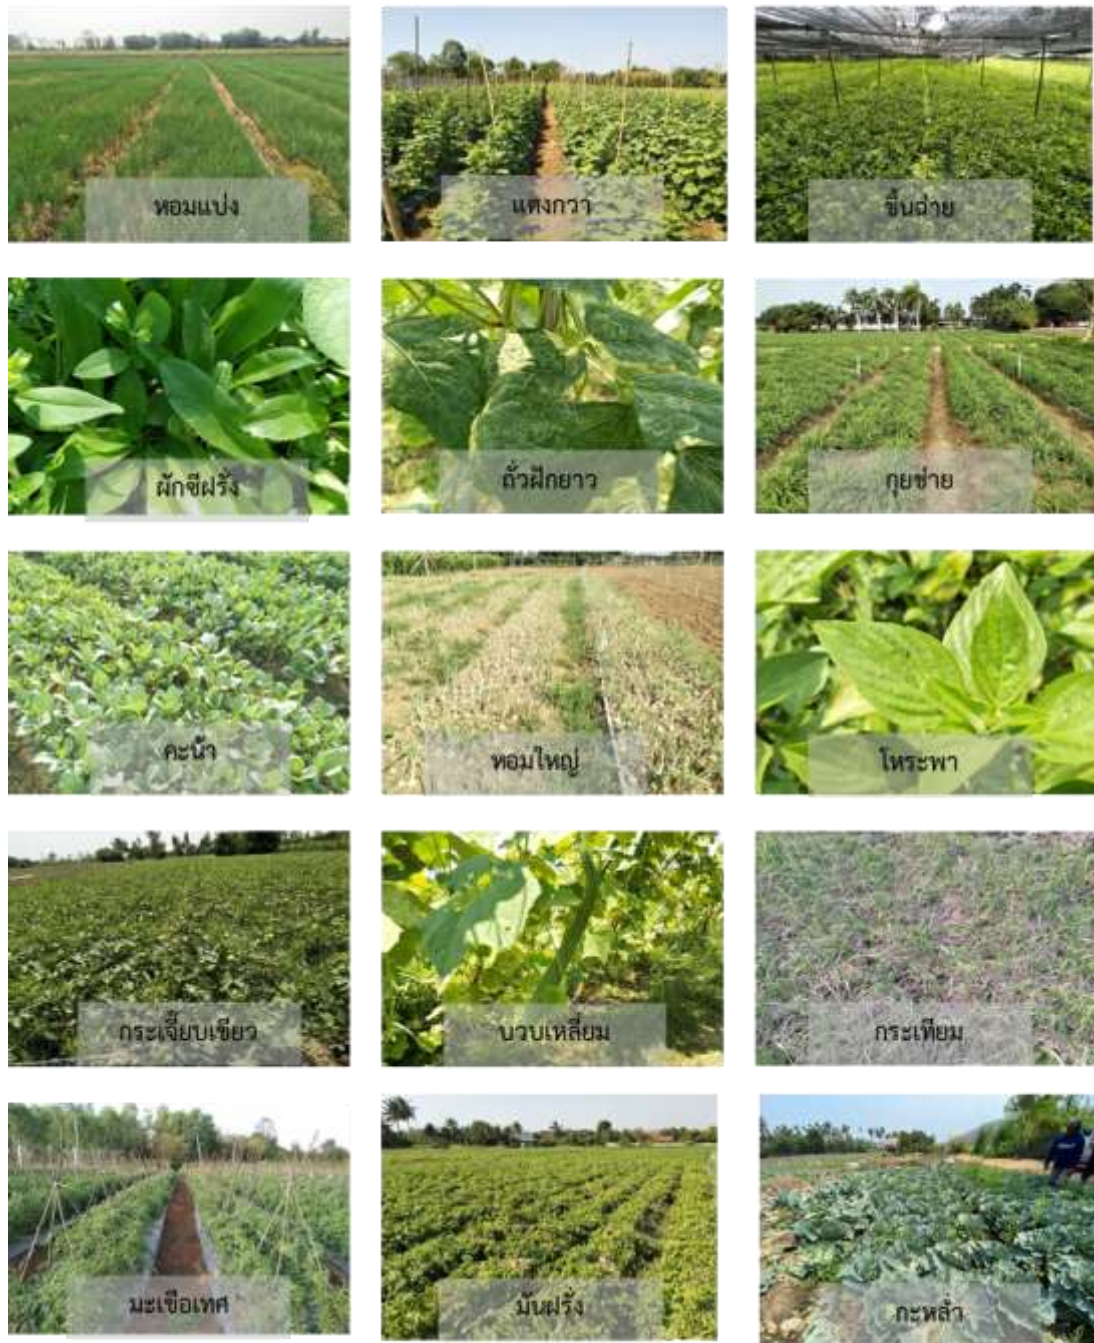 หอมแบ่ง
แตงกวา
ขึ้นฉ่าย
ผักชีฝรั่ง
ถั่วฝักยาว
กุยช่าย
คะน้า
หอมใหญ่
โหระพา
กระเจี๊ยบเขียว
บวบเหลี่ยม
กระเทียม
มะเขือเทศ
มันฝรั่ง
กะหล่ำ